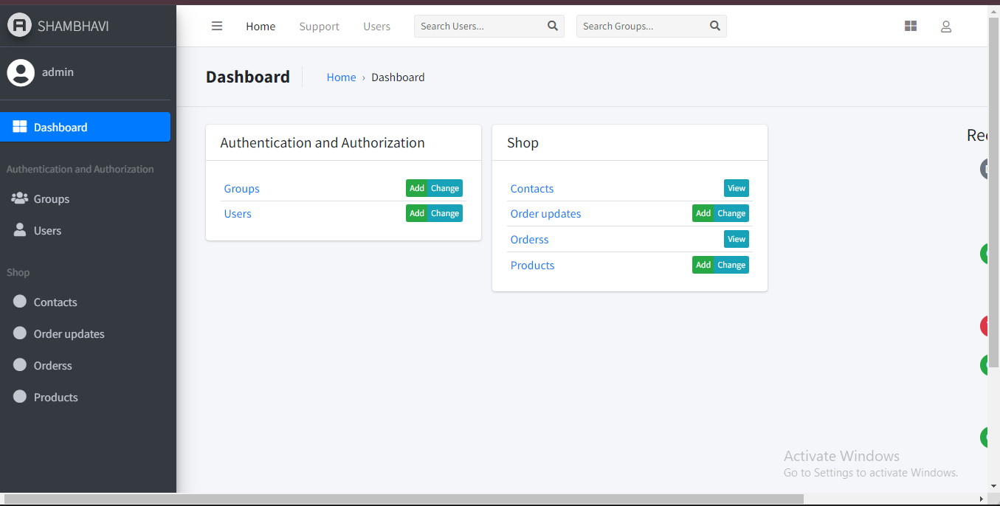 SHAMBHAVI
admin
Dashboard
Authentication and Authorization
Groups
Users
Shop
Contacts
Order updates
Orderss
Products
Home Support Users Search Users... Search Groups...
Dashboard Home › Dashboard
Authentication and Authorization
Groups Add Change
Users Add Change
Shop
Contacts View
Order updates Add Change
Orderss View
Products Add Change
Activate Windows
Go to Settings to activate Windows.